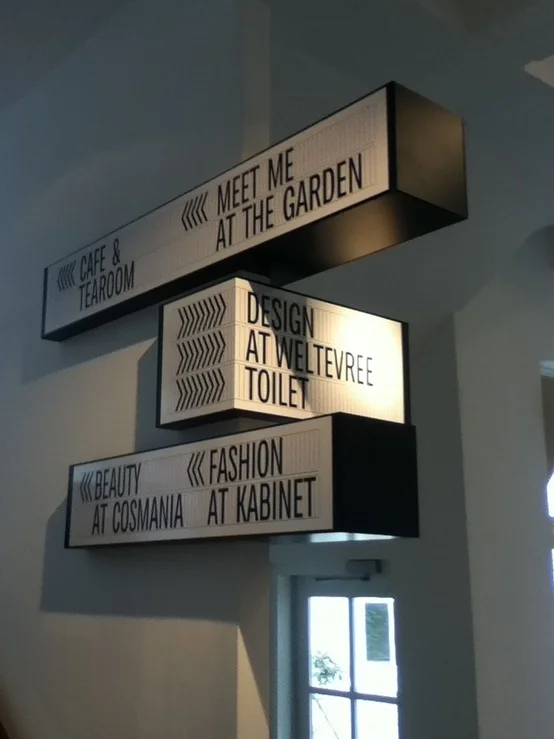 CAFE &
TEAROOM
MEET ME
AT THE GARDEN
DESIGN
AT WELTEVREE
TOILET
BEAUTY
AT COSMANIA
FASHION
AT KABINET